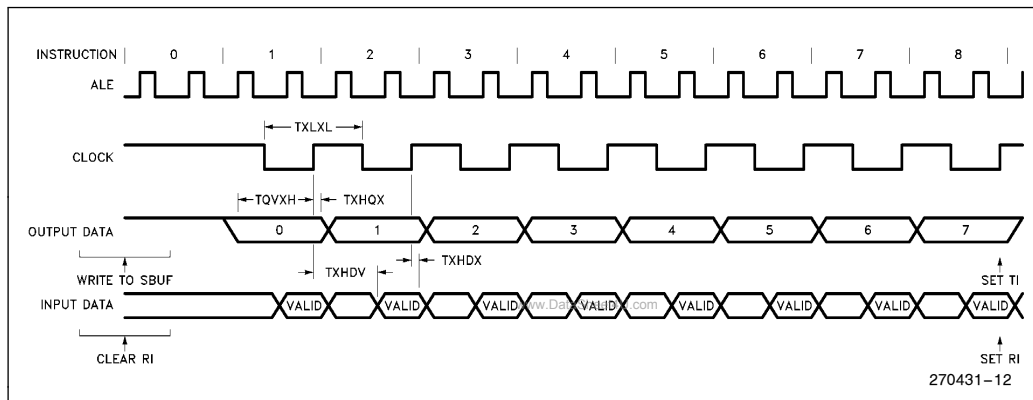 INSTRUCTION | 0 | 1 | 2 | 3 | 4 | 5 | 6 | 7 | 8 |
ALE
TXLXL
CLOCK
TQVXH TXHQX
OUTPUT DATA 0 1 2 3 4 5 6 7
TXHDV TXHDX
WRITE TO SBUF SET TI
INPUT DATA VALID VALID VALID VALID VALID VALID VALID VALID
CLEAR RI SET RI
270431-12